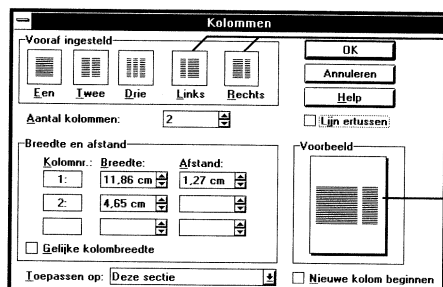 Kolommen
Vooraf ingesteld
Een Twee Drie Links Rechts
OK
Annuleren
Help
Aantal kolommen: 2
Lijn ertussen
Breedte en afstand
Voorbeeld
Kolomnr.: Breedte: Afstand:
1: 11,86 cm 1,27 cm
2: 4,65 cm
Gelijke kolombreedte
Toepassen op: Deze sectie
Nieuwe kolom beginnen